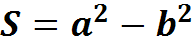 S = a² − b²